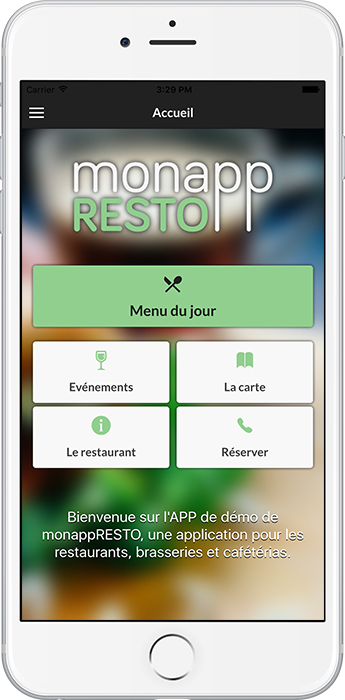 Carrier 3:29 PM
Accueil
monapp
RESTO
Menu du jour
Evénements La carte
Le restaurant Réserver
Bienvenue sur l'APP de démo de
monappRESTO, une application pour les
restaurants, brasseries et cafétérias.